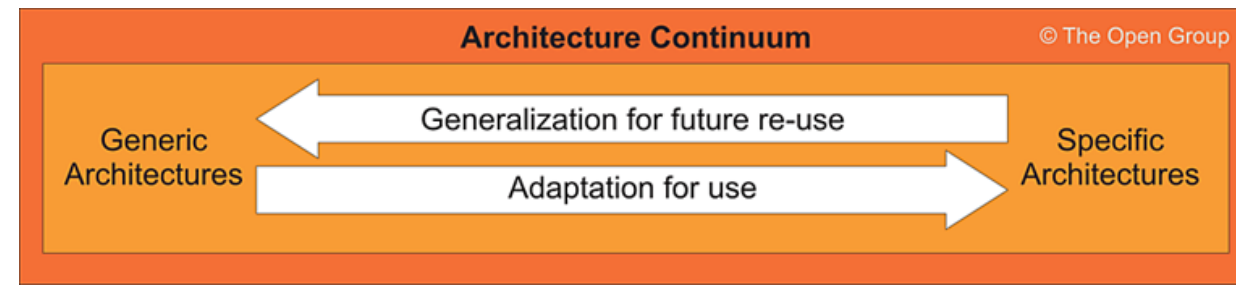 Architecture Continuum
© The Open Group
Generalization for future re-use
Generic
Architectures
Specific
Architectures
Adaptation for use